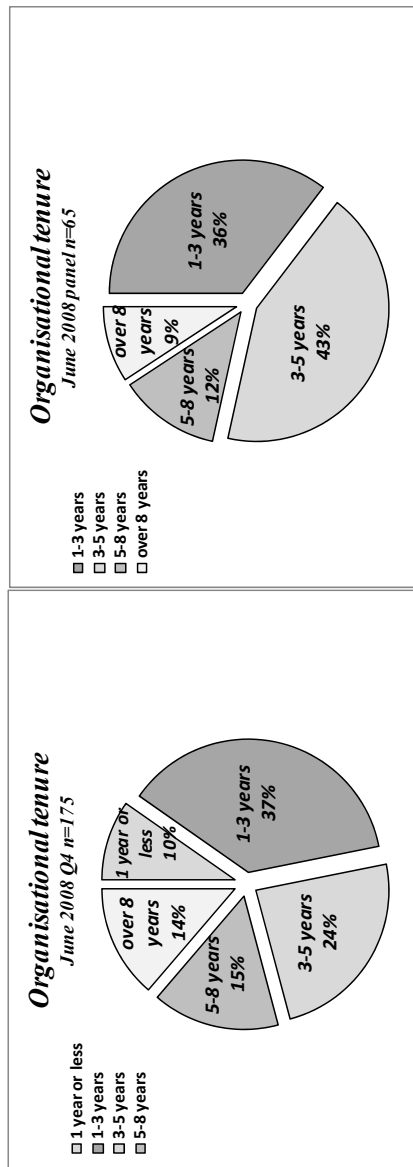 Organisational tenure
June 2008 Q4 n=175
1 year or less
1-3 years
3-5 years
5-8 years
1 year or
less
10%
1-3 years
37%
3-5 years
24%
5-8 years
15%
over 8
years
14%
Organisational tenure
June 2008 panel n=65
1-3 years
3-5 years
5-8 years
over 8 years
1-3 years
36%
3-5 years
43%
5-8 years
12%
over 8
years
9%